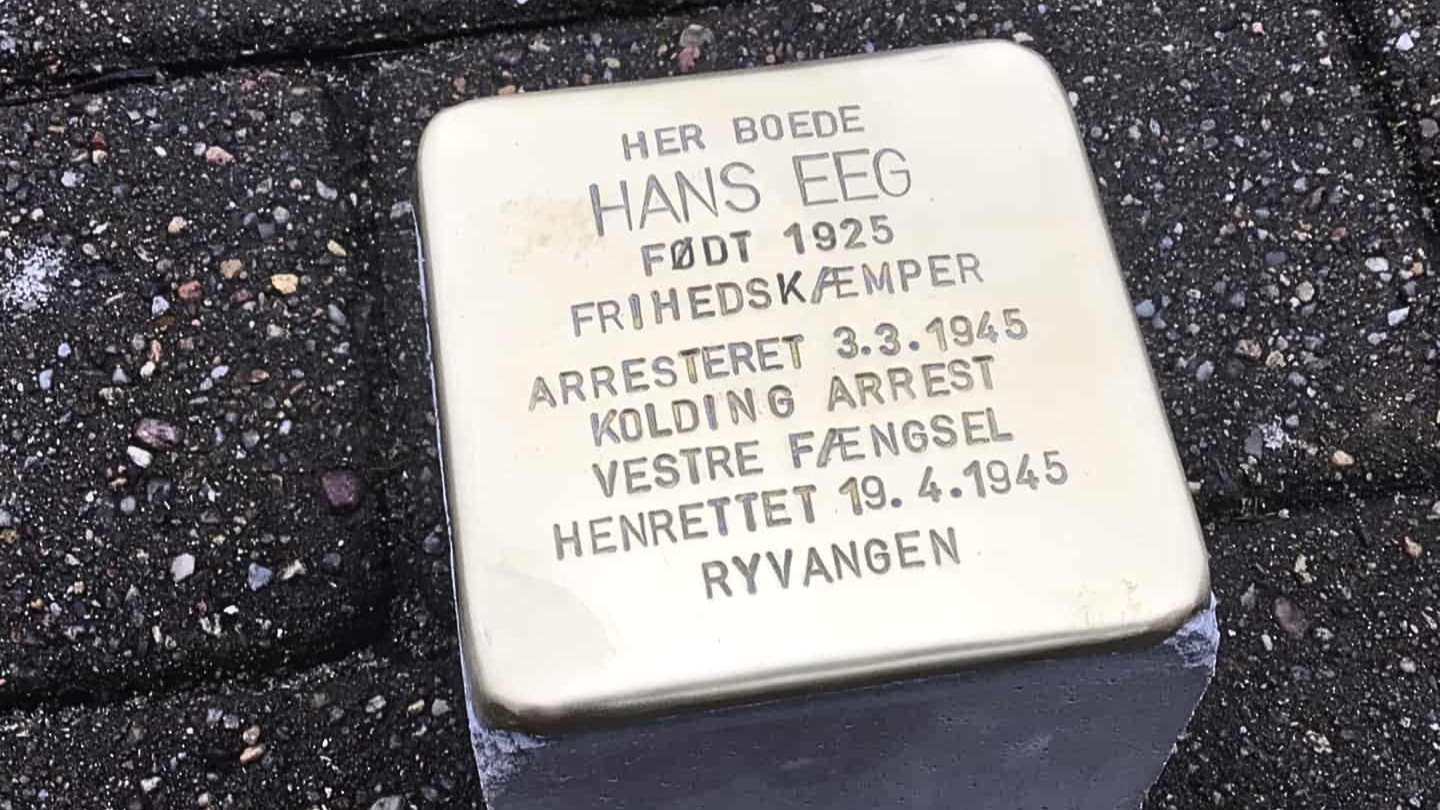 HER BOEDE
HANS EEG
FØDT 1925
FRIHEDSKÆMPER
ARRESTERET 3.3.1945
KOLDING ARREST
VESTRE FÆNGSEL
HENRETTET 19.4.1945
RYVANGEN